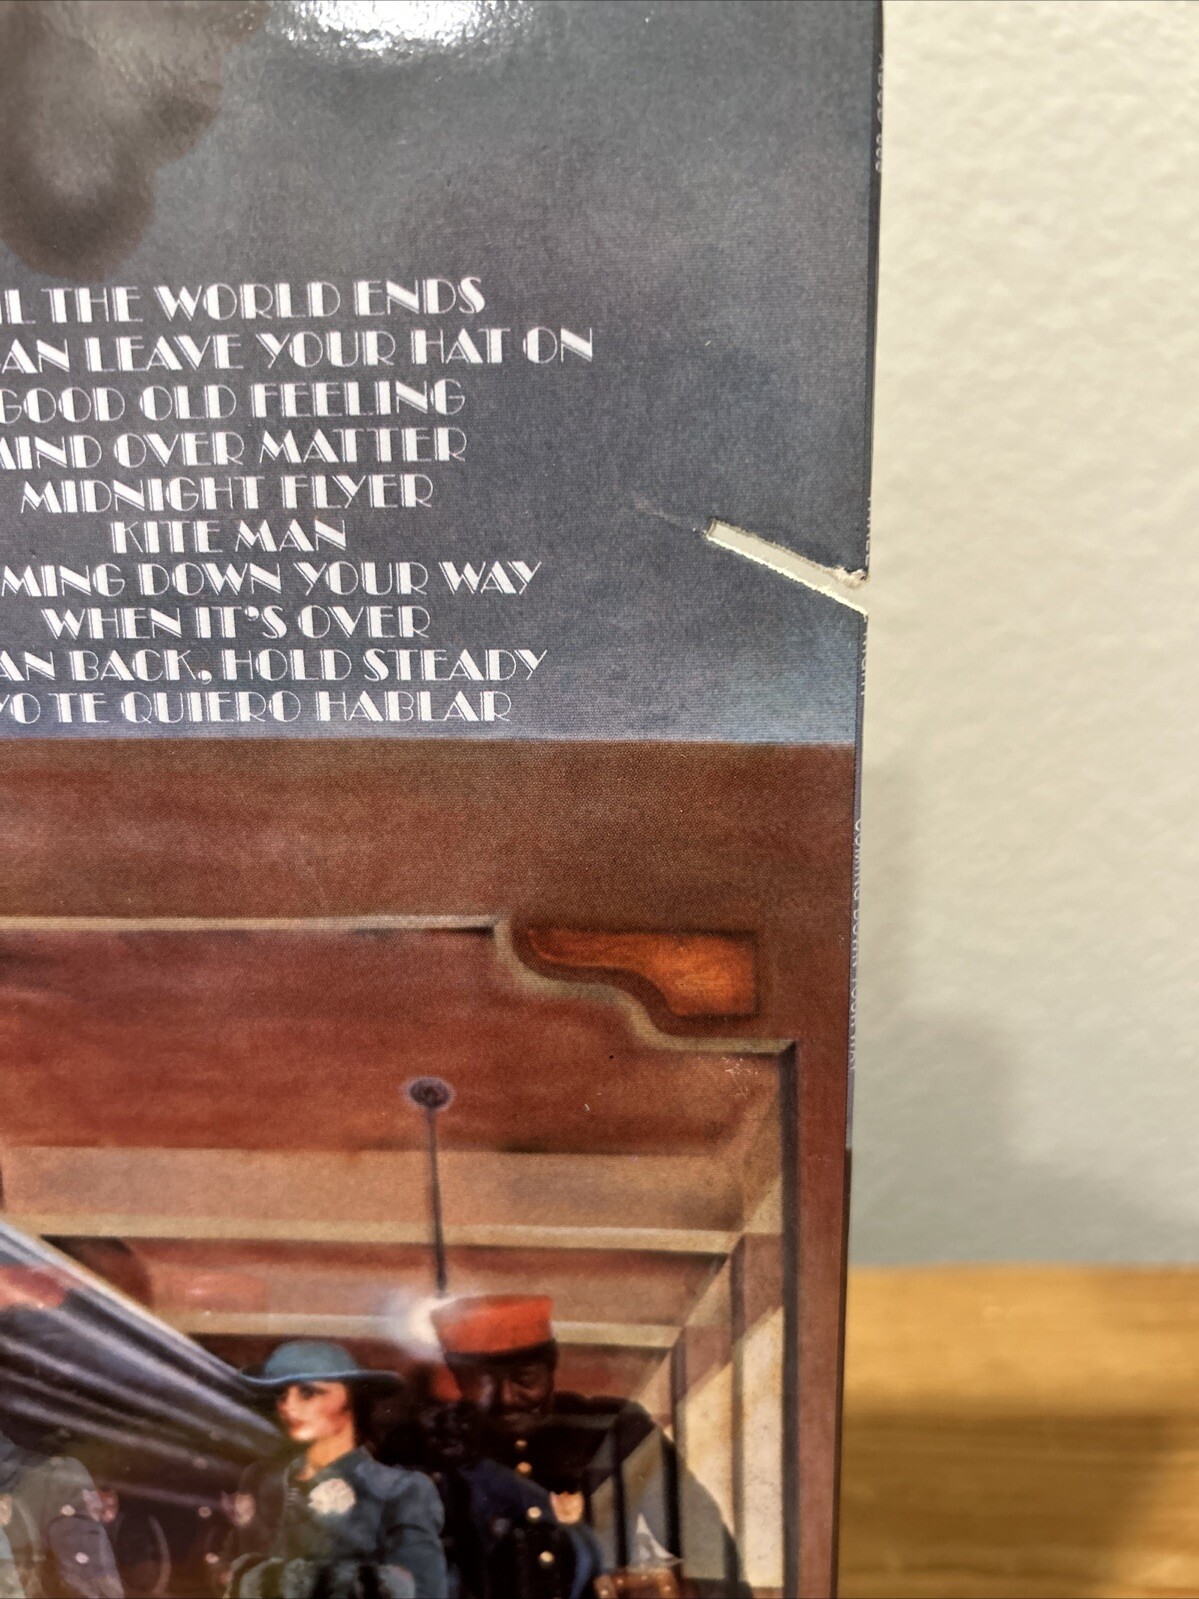 IL THE WORLD ENDS
AN LEAVE YOUR HAT ON
GOOD OLD FEELING
MIND OVER MATTER
MIDNIGHT FLYER
KITE MAN
MING DOWN YOUR WAY
WHEN IT'S OVER
AN BACK, HOLD STEADY
YO TE QUIERO HABLAR